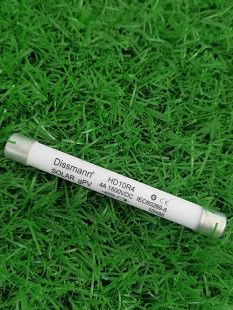 Dissmann®
SOLAR gPV
HD10R4
4A 1500VDC
IEC60269-6